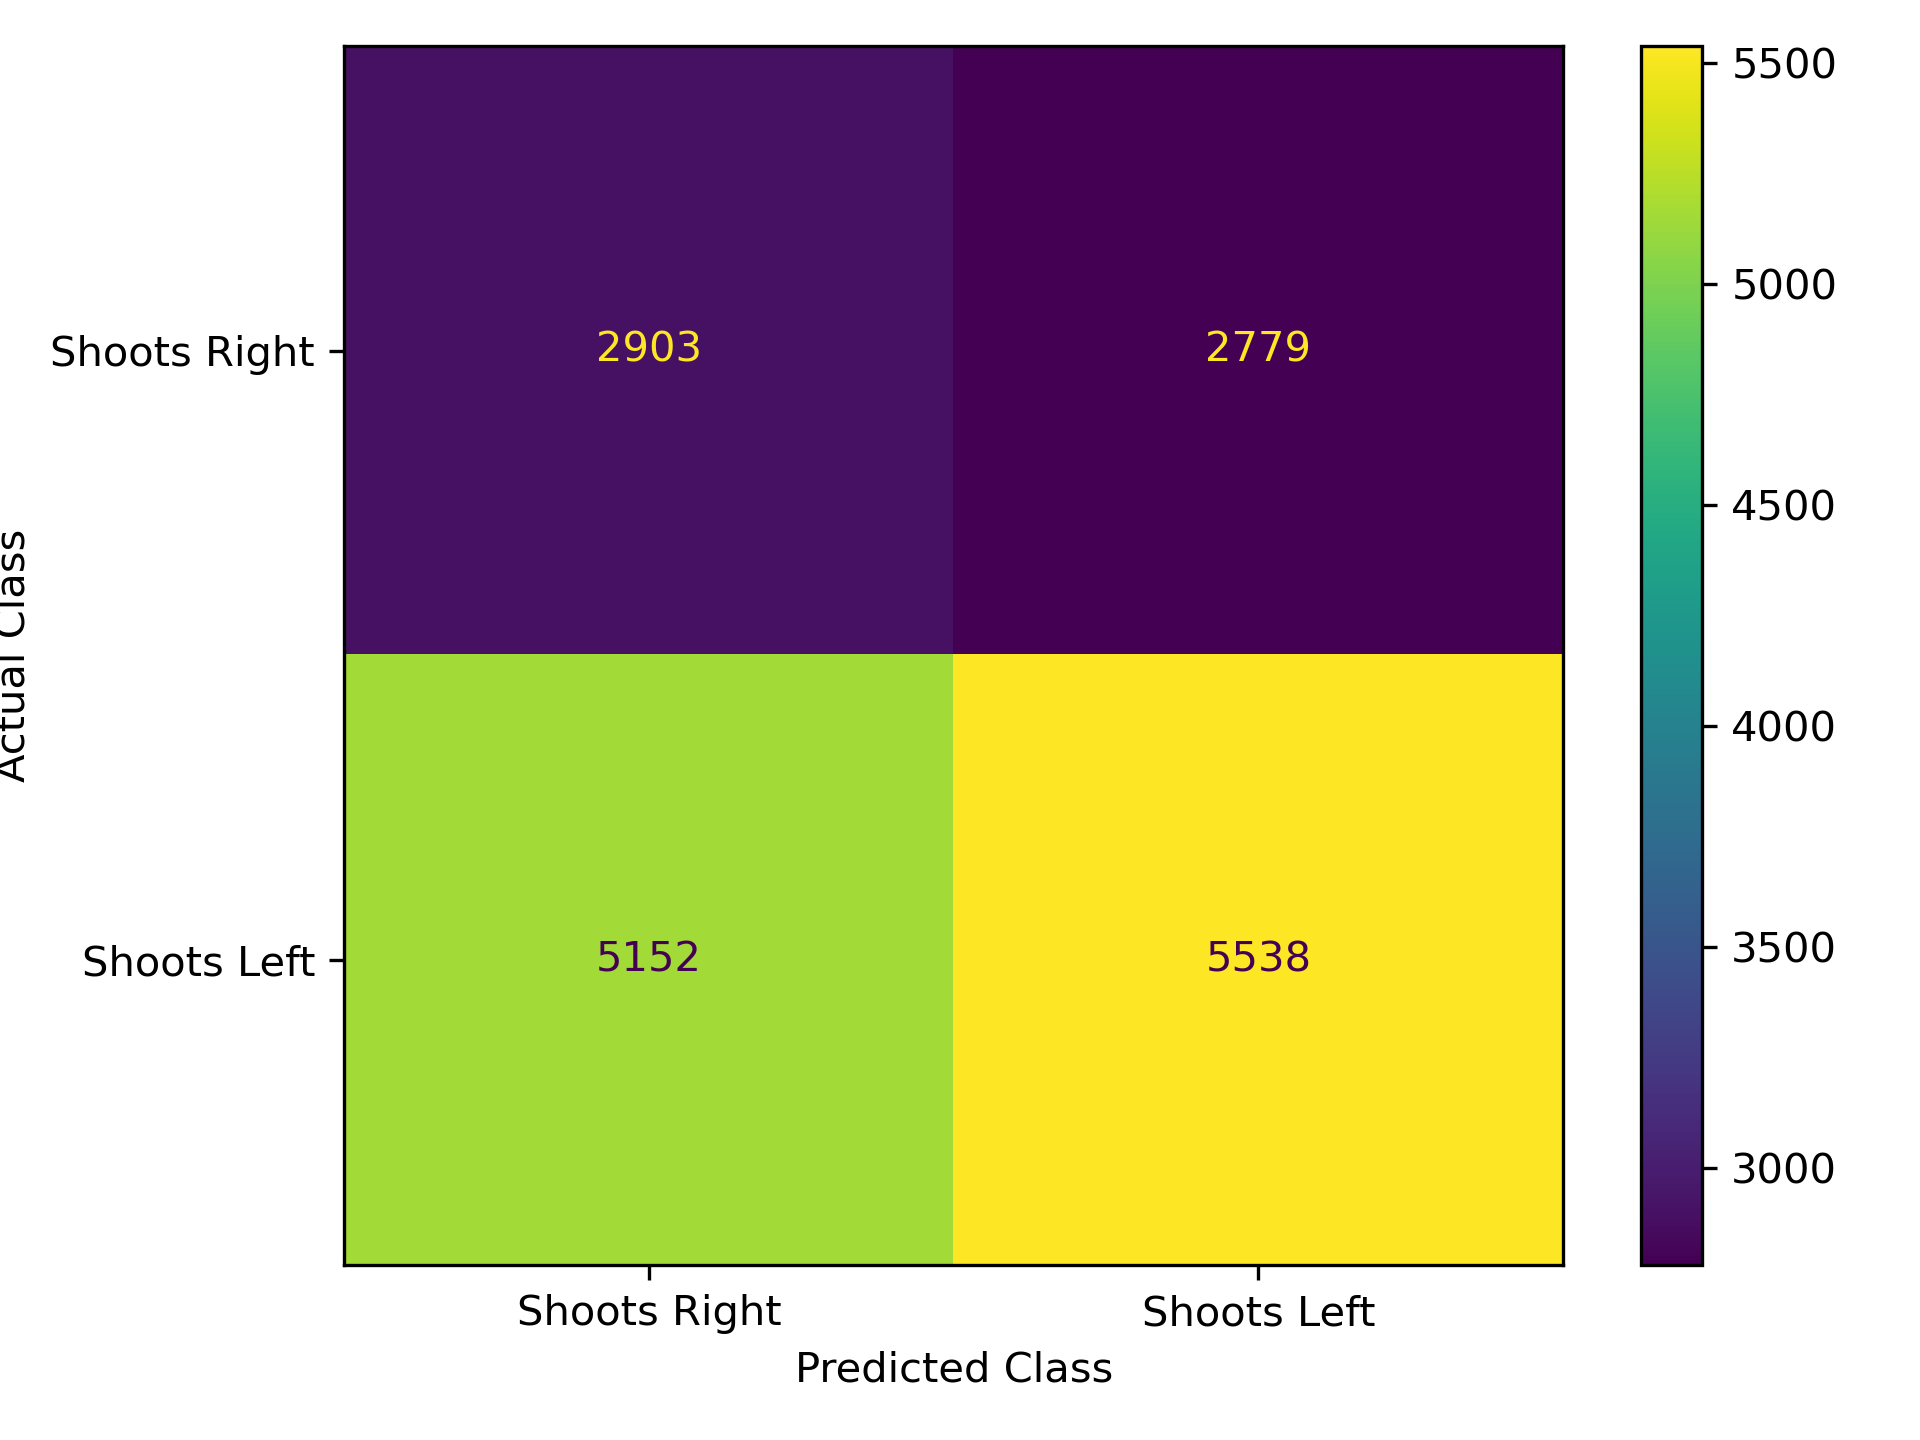 Actual Class
Shoots Right
Shoots Left
2903
2779
5152
5538
Shoots Right
Shoots Left
Predicted Class
5500
5000
4500
4000
3500
3000